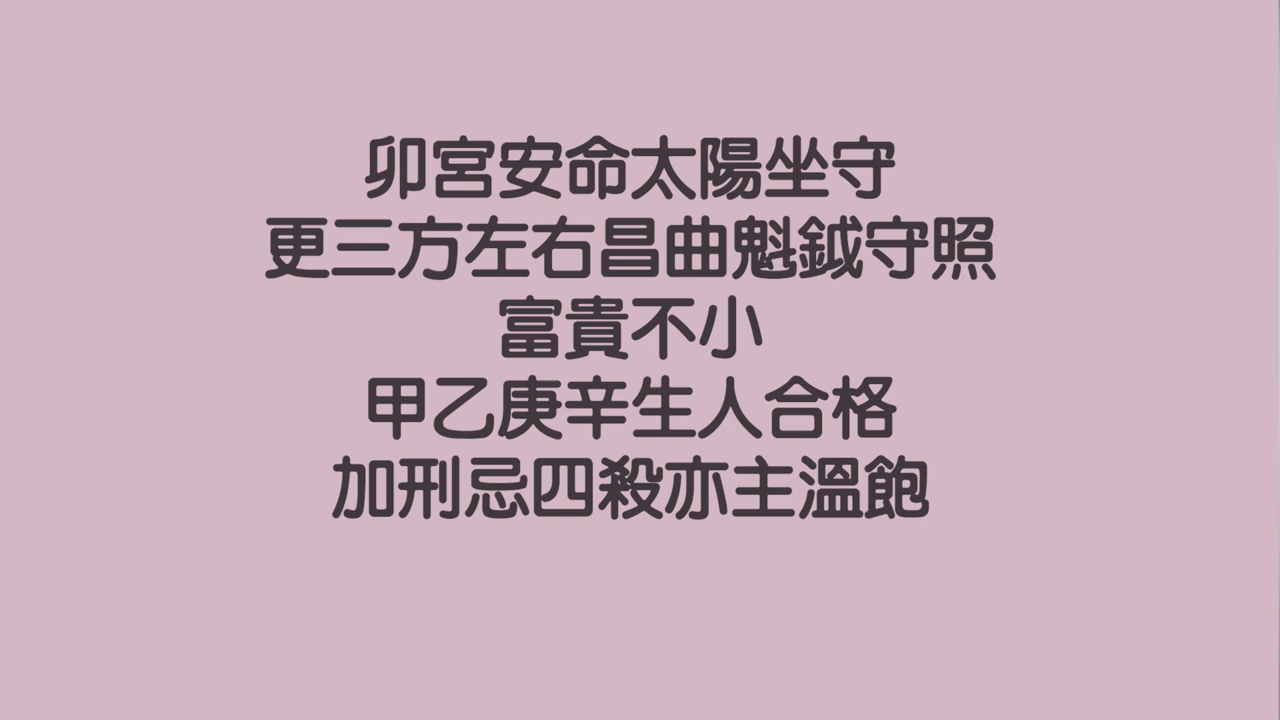 卯宮安命太陽坐守
更三方左右昌曲魁鉞守照
富貴不小
甲乙庚辛生人合格
加刑忌四殺亦主溫飽